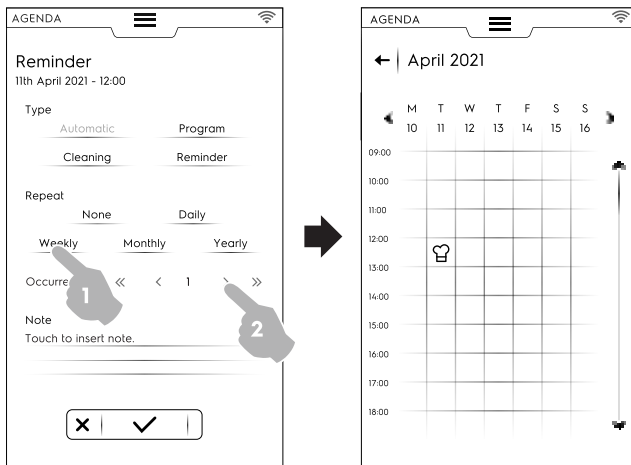 AGENDA
Reminder
11th April 2021 - 12:00
Type
Automatic Program
Cleaning Reminder
Repeat
None Daily
Weekly Monthly Yearly
1
Occurre « < 1 > »
2
Note
Touch to insert note.
AGENDA
April 2021
M T W T F S S
10 11 12 13 14 15 16
09:00
10:00
11:00
12:00
13:00
14:00
15:00
16:00
17:00
18:00